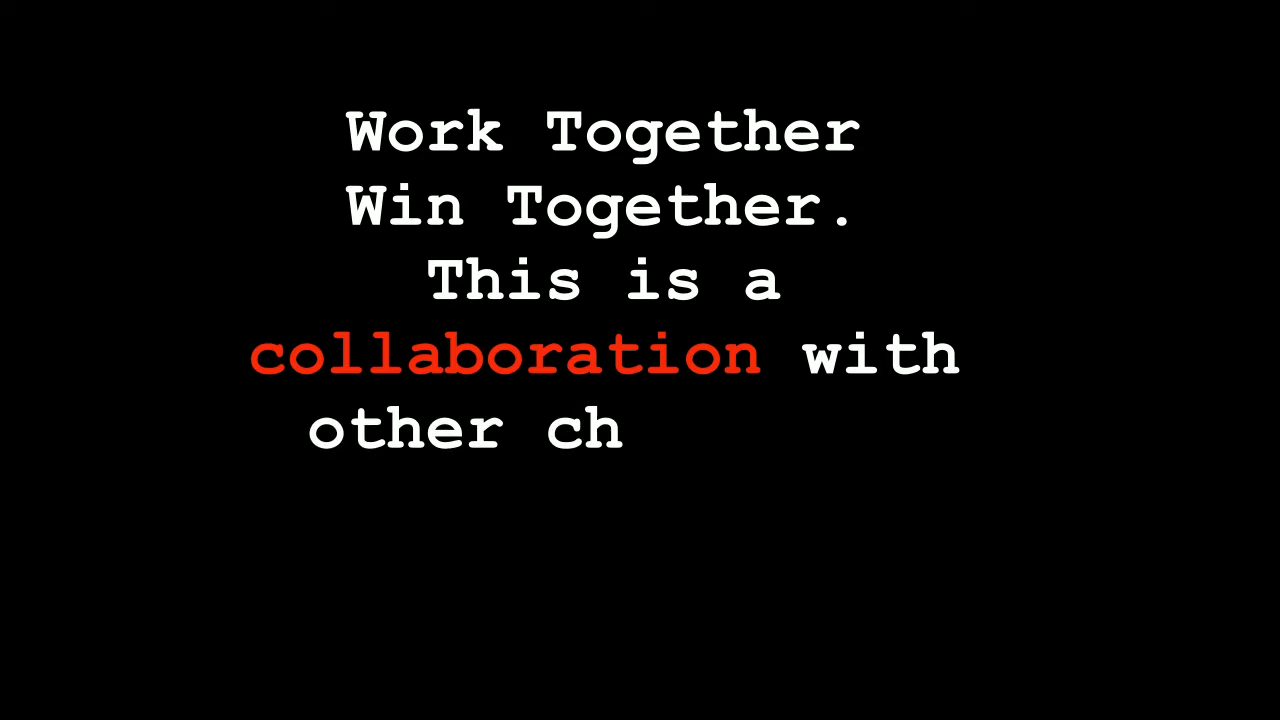 Work Together
Win Together.
This is a
collaboration with
other ch